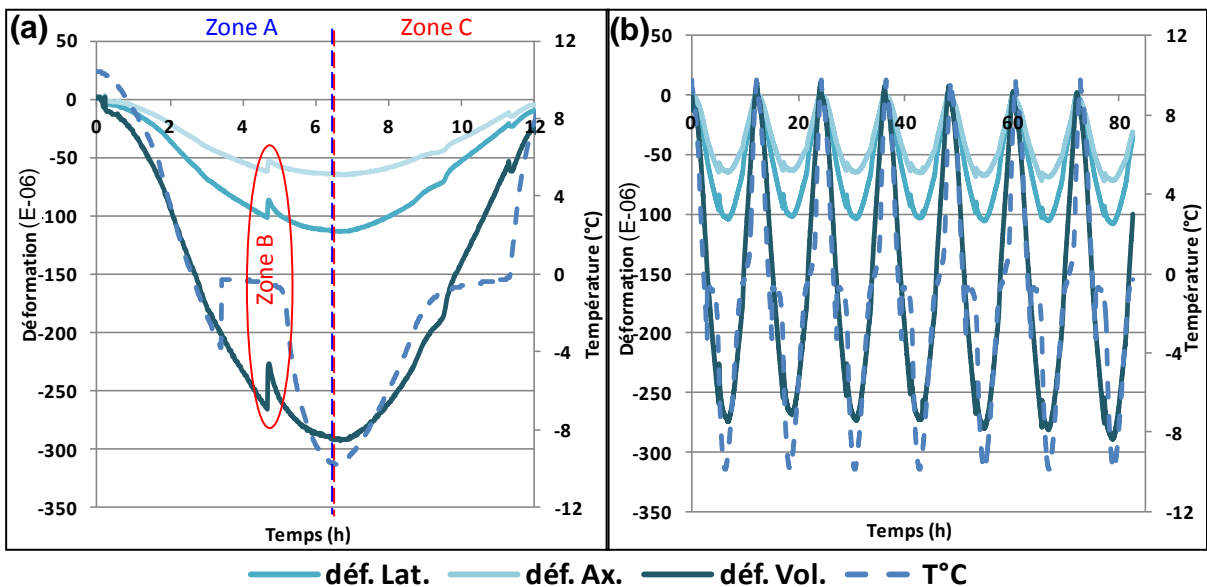 (a)
Zone A
Zone C
50
0
-50
-100
-150
-200
-250
-300
-350
0
2
4
6
8
10
12
12
8
4
0
-4
-8
-12
Déformation (E-06)
Température (°C)
Zone B
Temps (h)
(b)
50
0
-50
-100
-150
-200
-250
-300
-350
0
20
40
60
80
12
8
4
0
-4
-8
-12
Déformation (E-06)
Température (°C)
Temps (h)
déf. Lat.
déf. Ax.
déf. Vol.
T°C